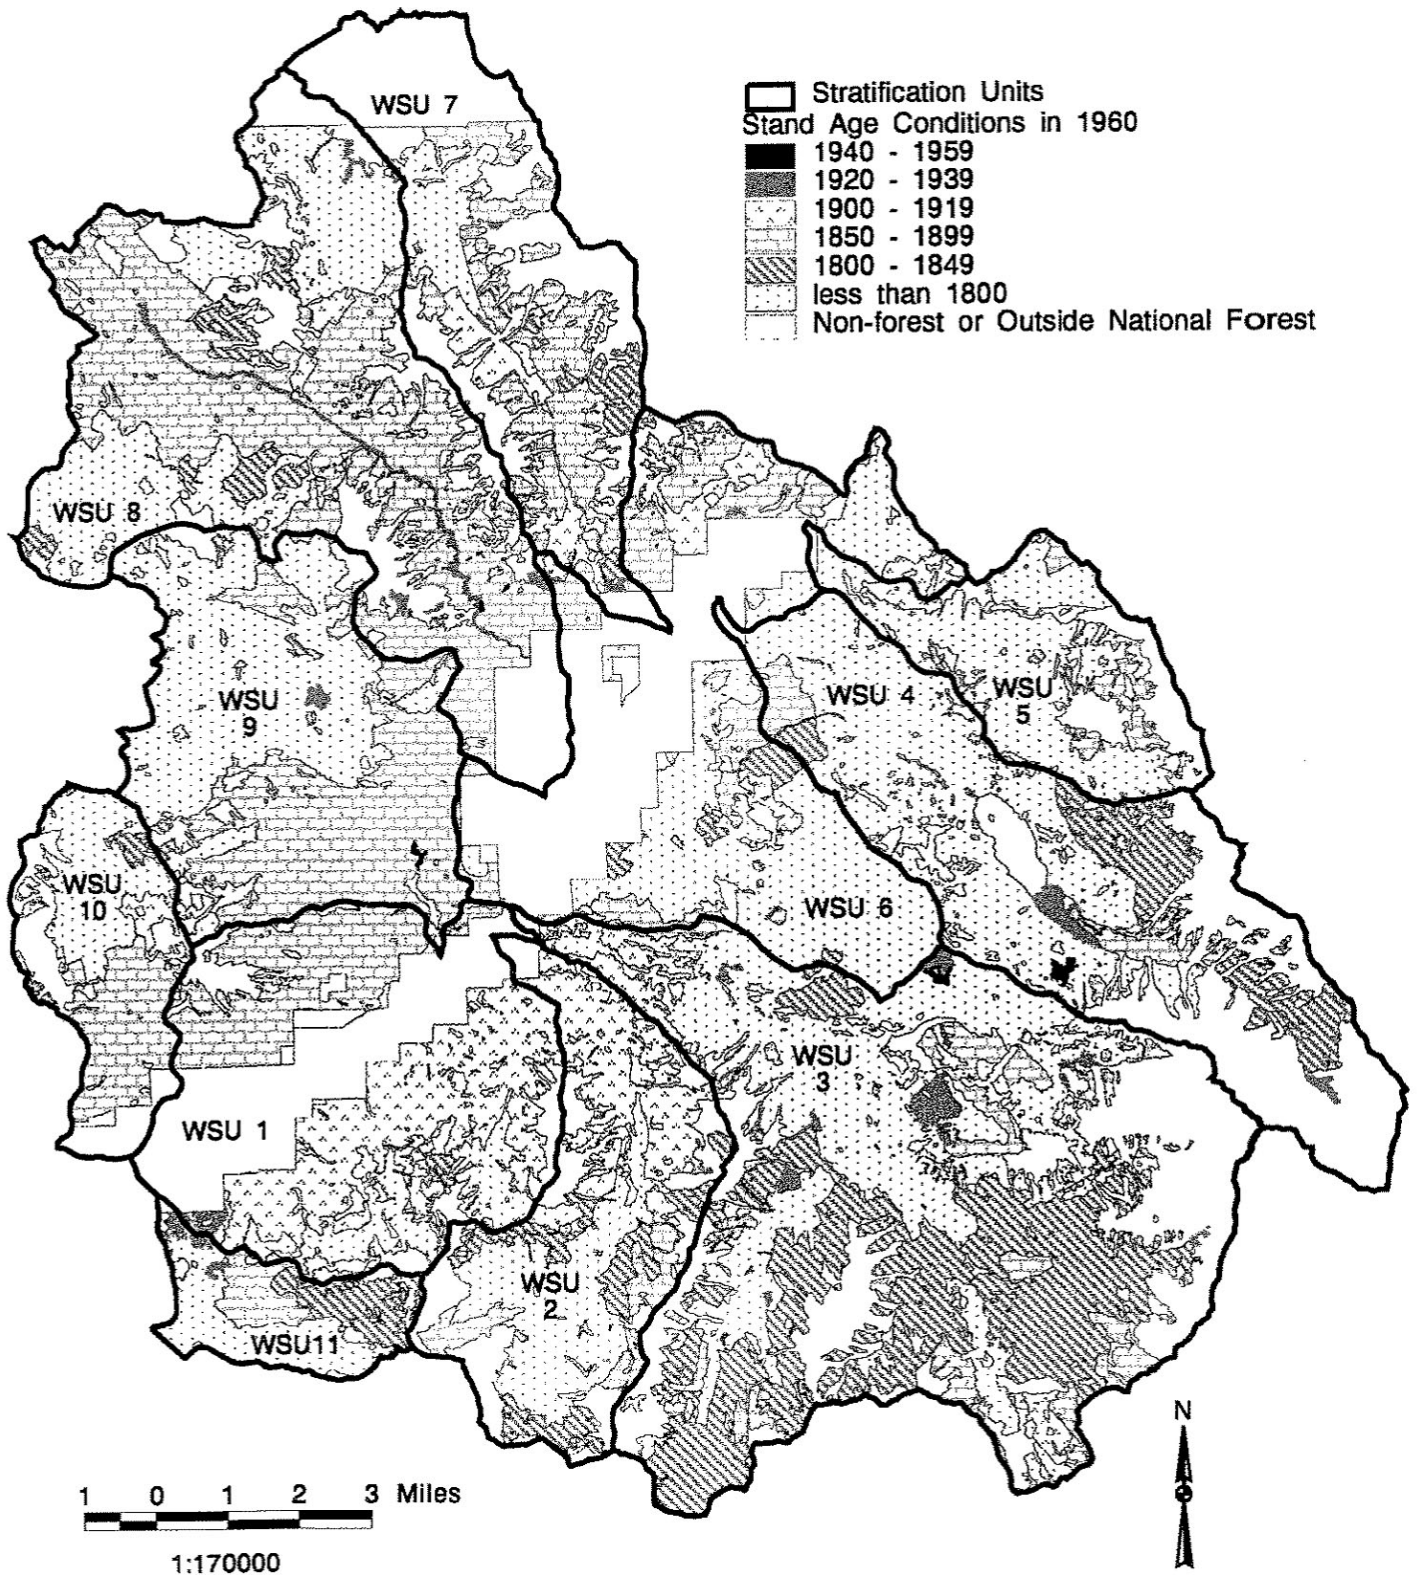 WSU 7
Stratification Units
Stand Age Conditions in 1960
1940 - 1959
1920 - 1939
1900 - 1919
1850 - 1899
1800 - 1849
less than 1800
Non-forest or Outside National Forest
WSU 8
WSU
9
WSU 4
WSU
5
WSU
10
WSU 6
WSU
3
WSU 1
WSU
2
WSU11
N
1 0 1 2 3 Miles
1:170000